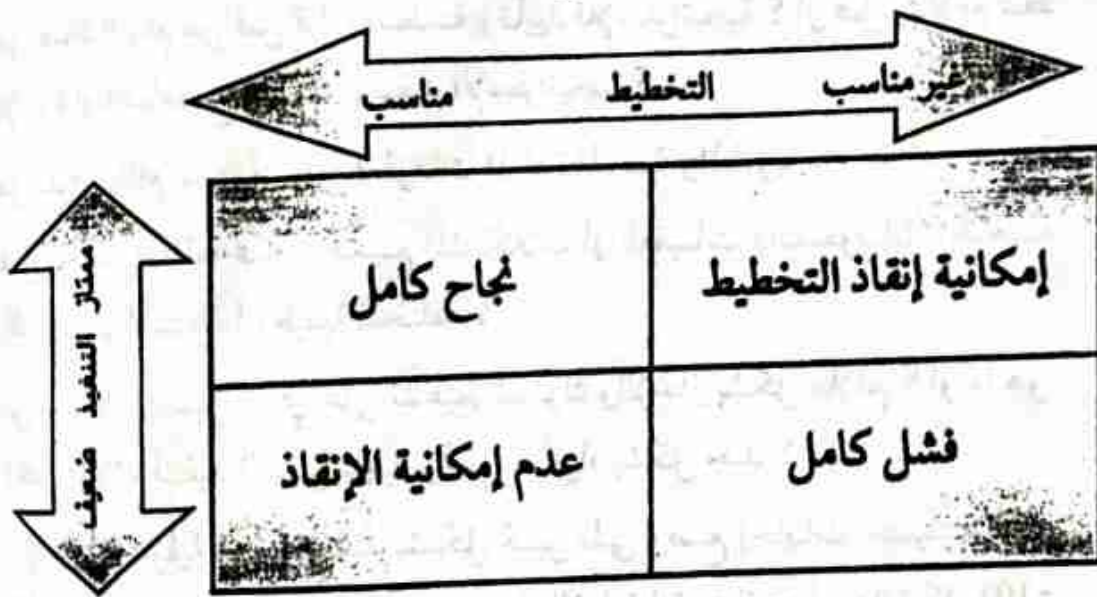 غير مناسب التخطيط مناسب
ممتاز التنفيذ ضعيف
إمكانية إنقاذ التخطيط نجاح كامل
فشل كامل عدم إمكانية الإنقاذ